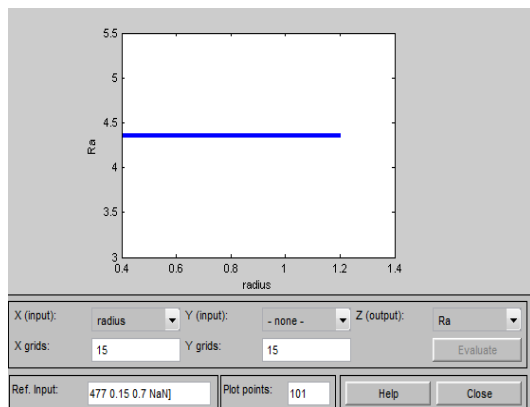 5.5
5
4.5
4
3.5
3
Ra
0.4 0.6 0.8 1 1.2 1.4
radius
X (input): radius Y (input): - none - Z (output): Ra
X grids: 15 Y grids: 15 Evaluate
Ref. Input: 477 0.15 0.7 NaN] Plot points: 101 Help Close